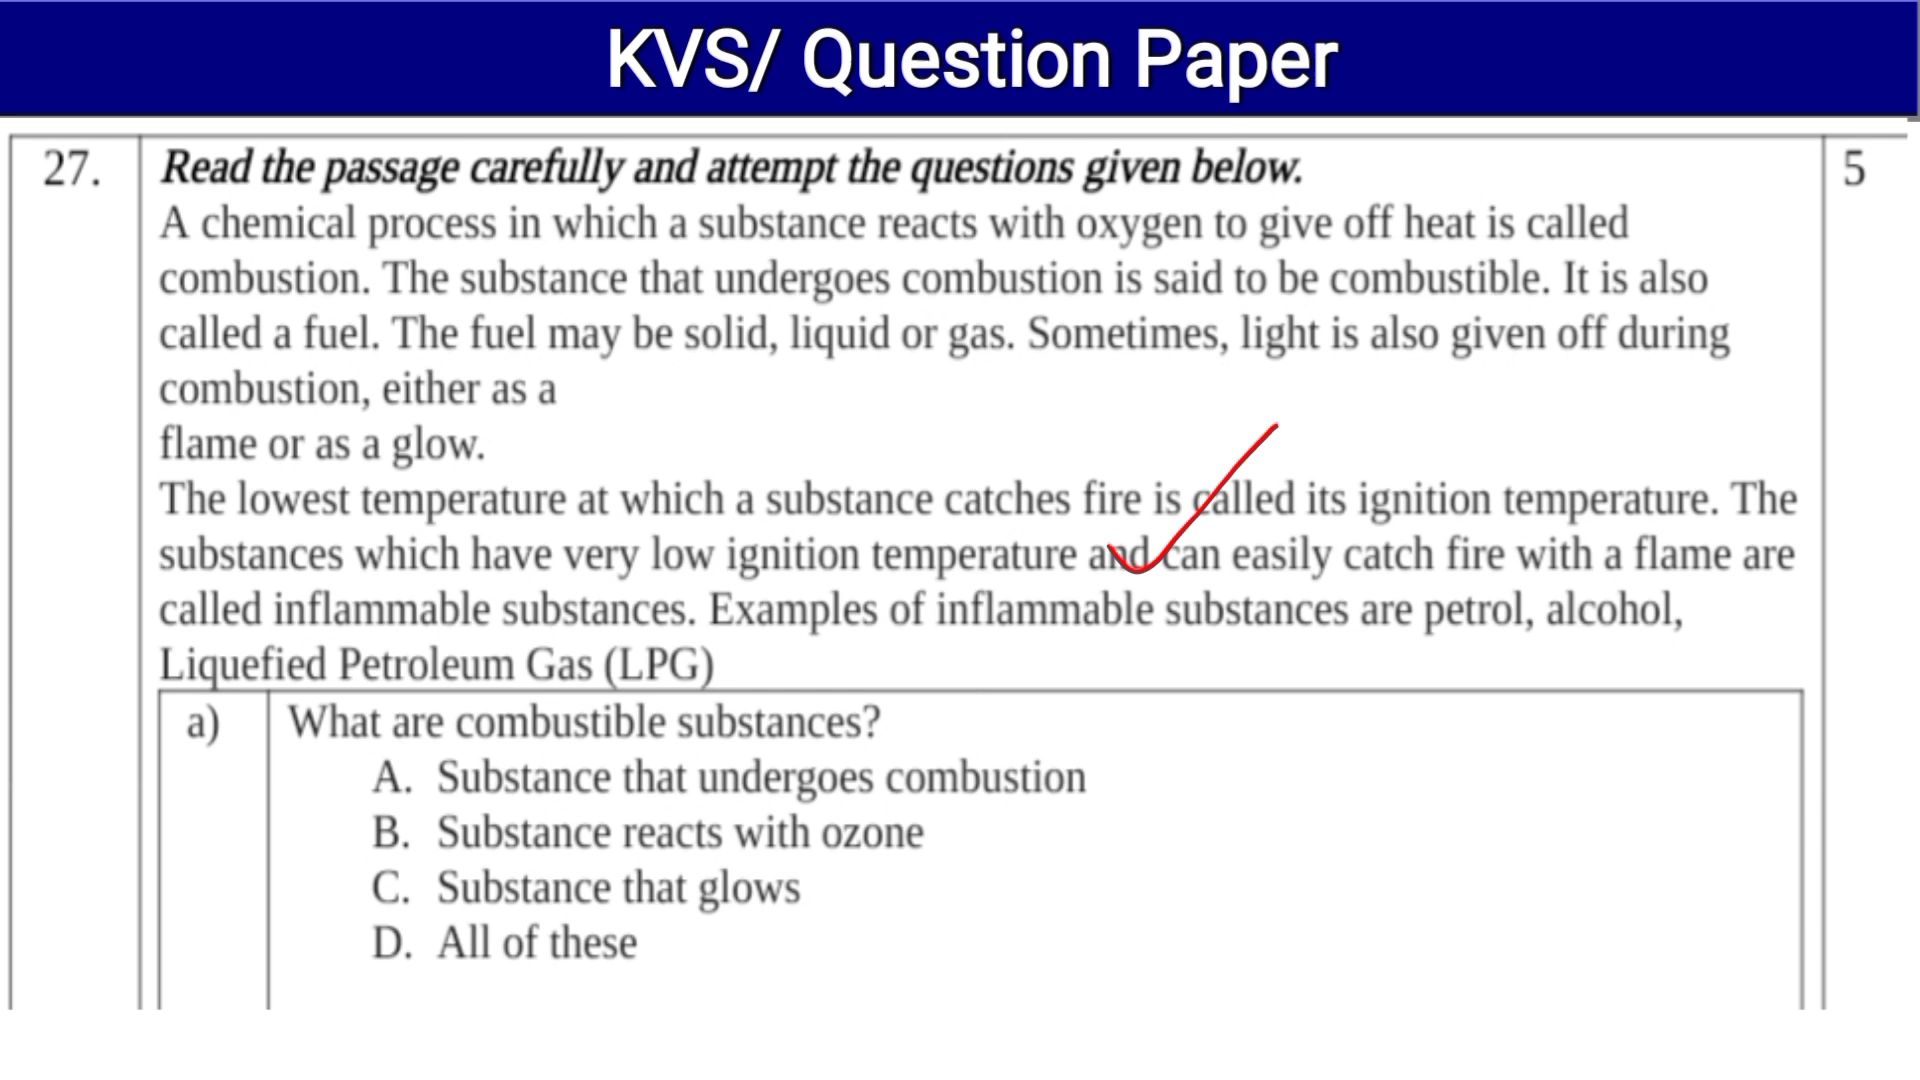 KVS/ Question Paper
27. Read the passage carefully and attempt the questions given below. 5
A chemical process in which a substance reacts with oxygen to give off heat is called
combustion. The substance that undergoes combustion is said to be combustible. It is also
called a fuel. The fuel may be solid, liquid or gas. Sometimes, light is also given off during
combustion, either as a
flame or as a glow.
The lowest temperature at which a substance catches fire is called its ignition temperature. The
substances which have very low ignition temperature and can easily catch fire with a flame are
called inflammable substances. Examples of inflammable substances are petrol, alcohol,
Liquefied Petroleum Gas (LPG)
a) What are combustible substances?
A. Substance that undergoes combustion
B. Substance reacts with ozone
C. Substance that glows
D. All of these